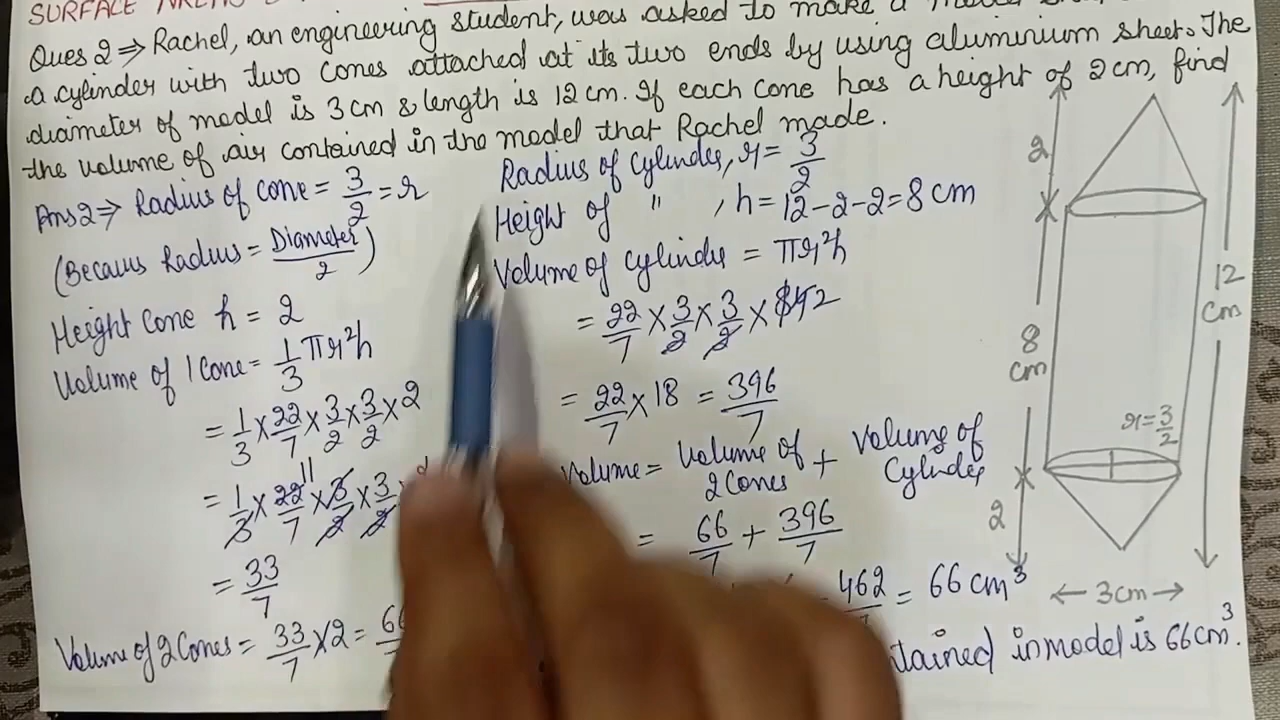 SURFACE AREAS
Ques 2 ⇒ Rachel, an engineering student, was asked to make a
a cylinder with two cones attached at its two ends by using aluminium sheet. The
diameter of model is 3 cm & length is 12 cm. If each cone has a height of 2 cm, find
the volume of air contained in the model that Rachel made.
Ans 2 ⇒ Radius of cone = 3/2 = r
(Becaus Radius = Diameter/2)
Height Cone h = 2
Volume of 1 Cone = 1/3 πr²h
= 1/3 × 22/7 × 3/2 × 3/2 × 2
= 1/3 × 22/7 × 3/2 × 3/2 ×
11
= 33/7
Volume of 2 Cones = 33/7 × 2 =
Radius of cylinder, r = 3/2
Height of " , h = 12 – 2 – 2 = 8 cm
Volume of cylinder = πr²h
= 22/7 × 3/2 × 3/2 × 8 4 2
= 22/7 × 18 = 396/7
Volume = Volume of 2 Cones + Volume of Cylinder
= 66/7 + 396/7
462 = 66 cm³
in model is 66 cm³.
2
8 cm
2
12 cm
r = 3/2
← 3 cm →